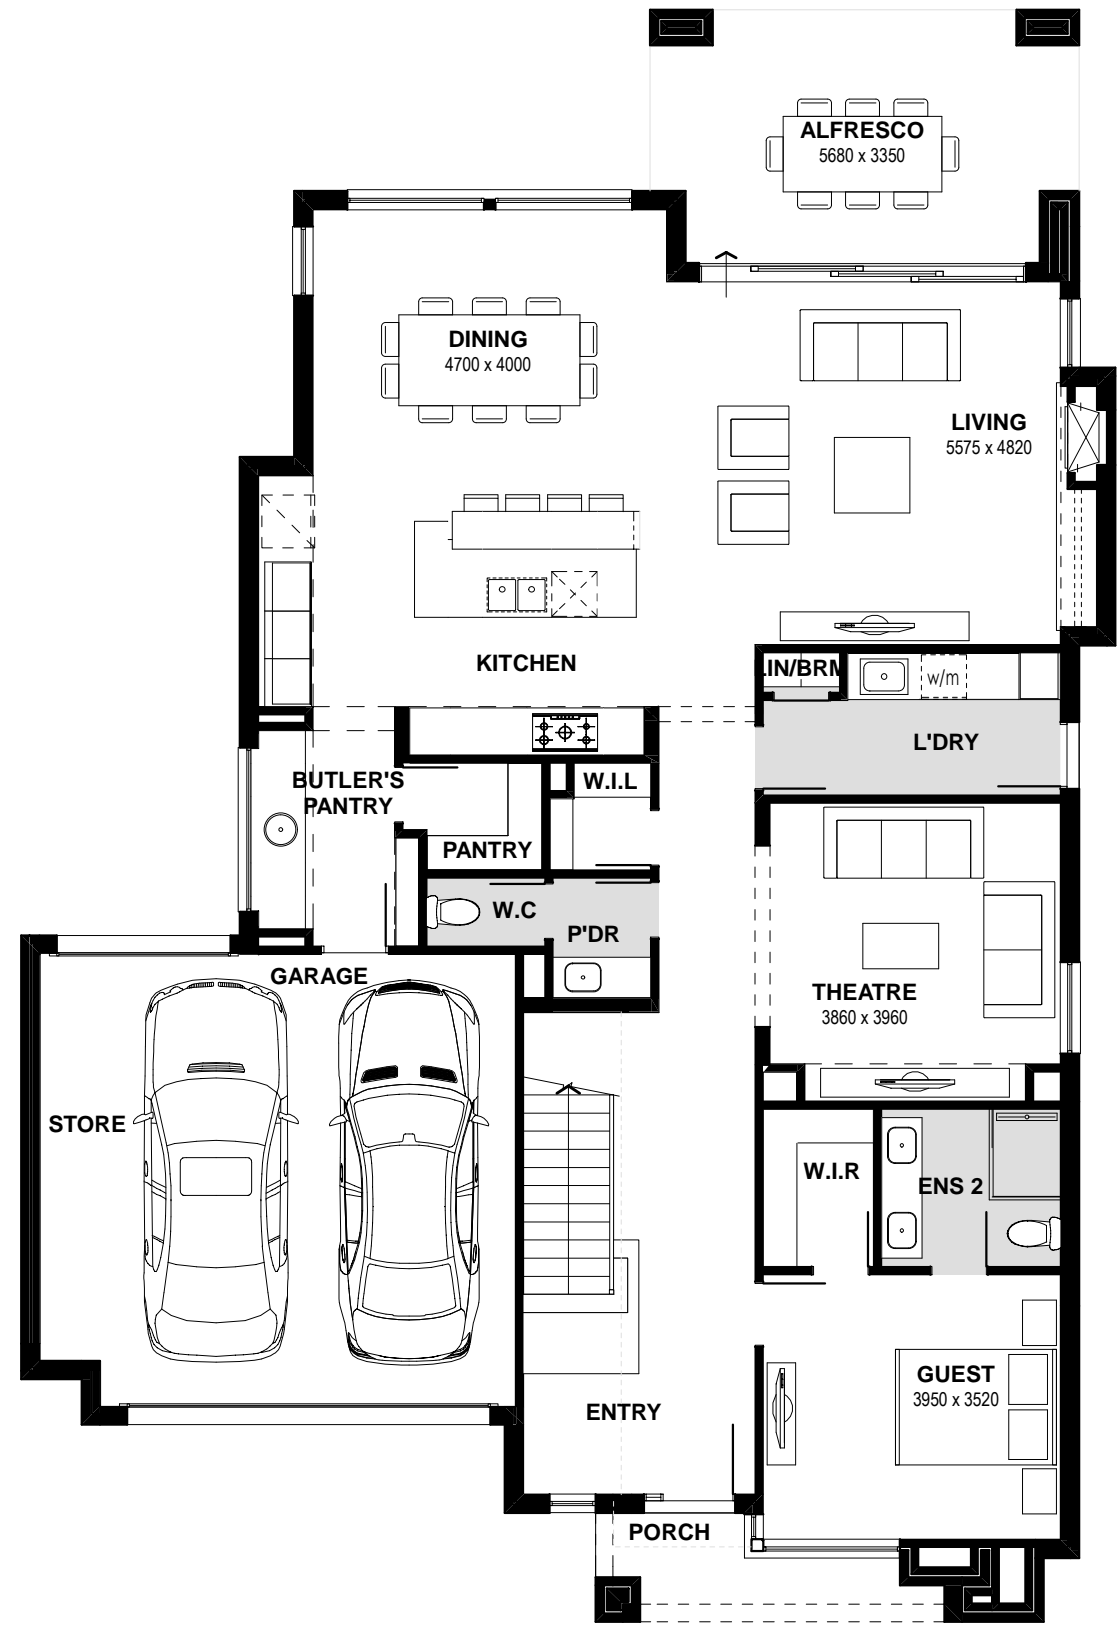 ALFRESCO
5680 x 3350
DINING
4700 x 4000
LIVING
5575 x 4820
KITCHEN
LIN/BRM
w/m
L'DRY
BUTLER'S
PANTRY
W.I.L
PANTRY
W.C
P'DR
GARAGE
THEATRE
3860 x 3960
STORE
W.I.R
ENS 2
GUEST
3950 x 3520
ENTRY
PORCH